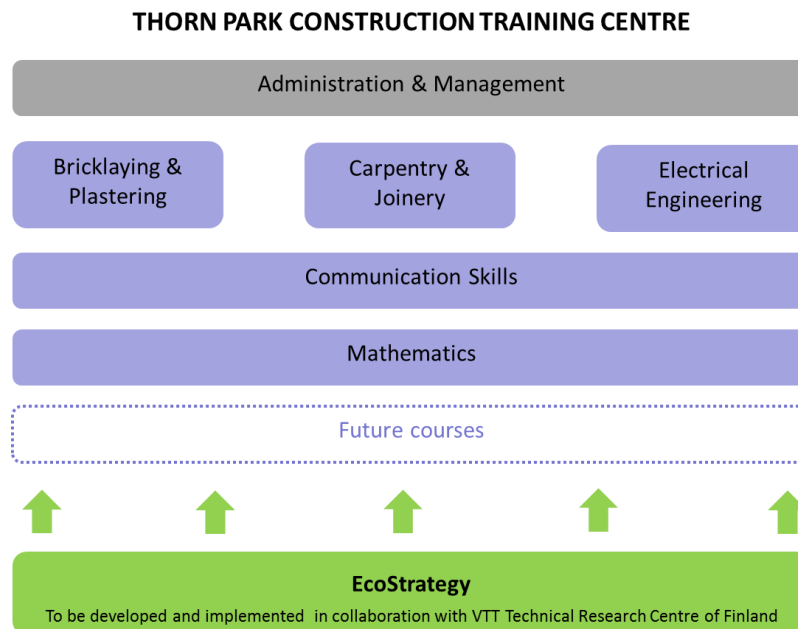 THORN PARK CONSTRUCTION TRAINING CENTRE
Administration & Management
Bricklaying &
Plastering
Carpentry &
Joinery
Electrical
Engineering
Communication Skills
Mathematics
Future courses
EcoStrategy
To be developed and implemented in collaboration with VTT Technical Research Centre of Finland